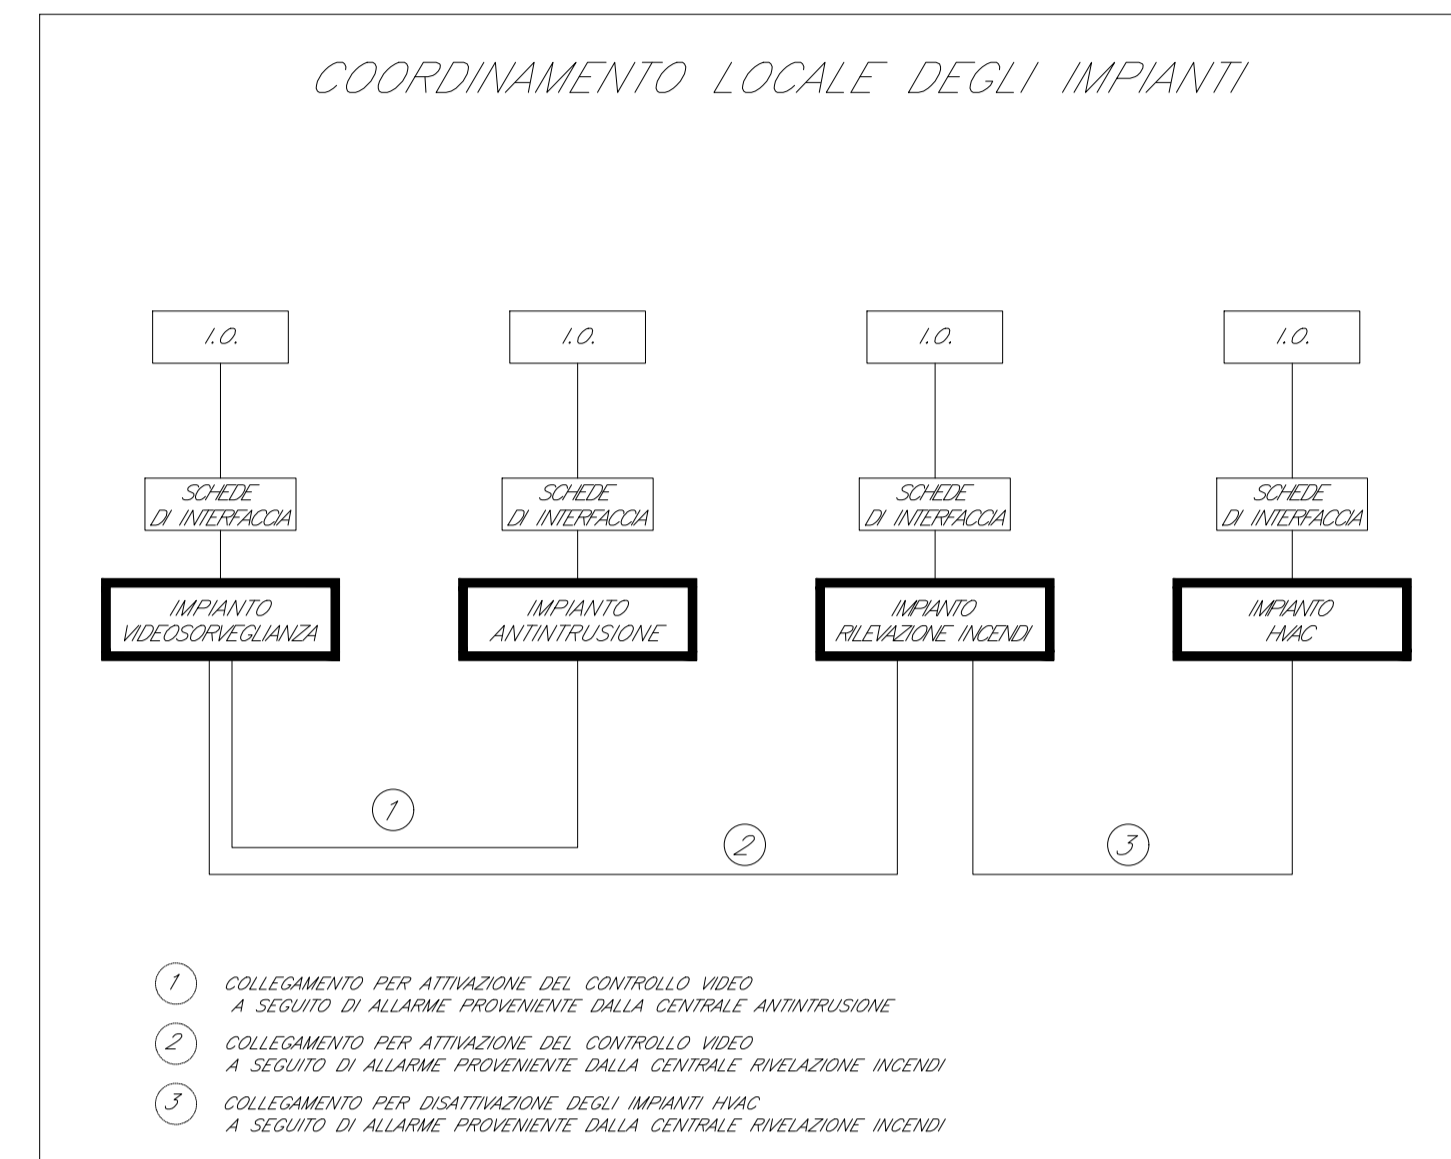 COORDINAMENTO LOCALE DEGLI IMPIANTI
I.O.
I.O.
I.O.
I.O.
SCHEDE
DI INTERFACCIA
SCHEDE
DI INTERFACCIA
SCHEDE
DI INTERFACCIA
SCHEDE
DI INTERFACCIA
IMPIANTO
VIDEOSORVEGLIANZA
IMPIANTO
ANTINTRUSIONE
IMPIANTO
RILEVAZIONE INCENDI
IMPIANTO
HVAC
1
2
3
1 COLLEGAMENTO PER ATTIVAZIONE DEL CONTROLLO VIDEO
A SEGUITO DI ALLARME PROVENIENTE DALLA CENTRALE ANTINTRUSIONE
2 COLLEGAMENTO PER ATTIVAZIONE DEL CONTROLLO VIDEO
A SEGUITO DI ALLARME PROVENIENTE DALLA CENTRALE RIVELAZIONE INCENDI
3 COLLEGAMENTO PER DISATTIVAZIONE DEGLI IMPIANTI HVAC
A SEGUITO DI ALLARME PROVENIENTE DALLA CENTRALE RIVELAZIONE INCENDI